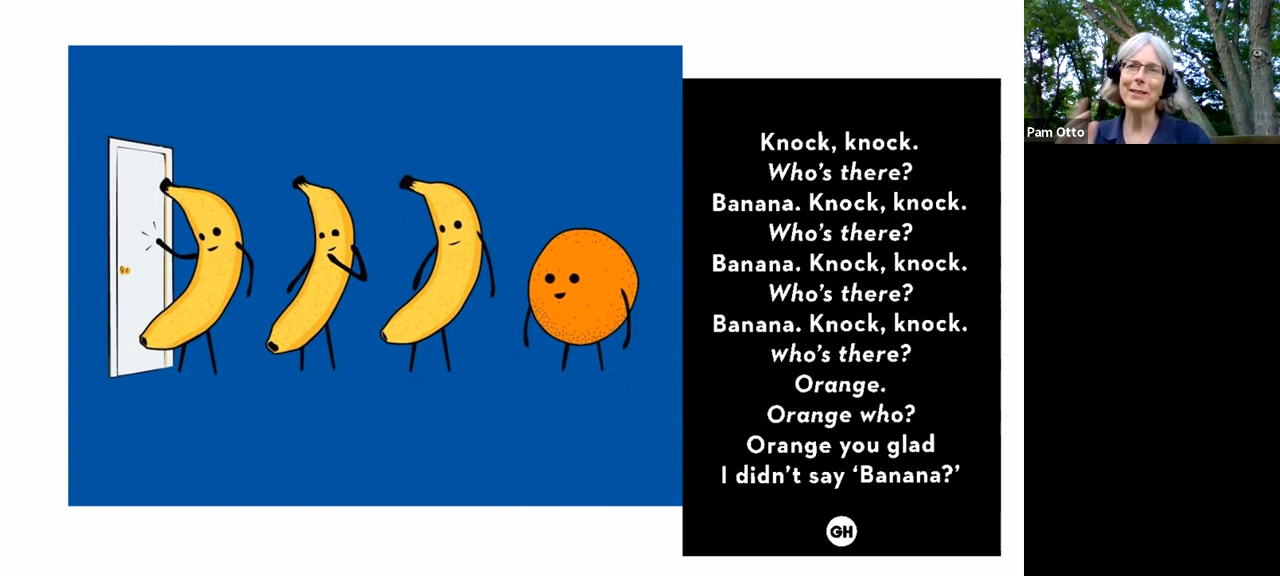 Knock, knock.
Who's there?
Banana. Knock, knock.
Who's there?
Banana. Knock, knock.
Who's there?
Banana. Knock, knock.
who's there?
Orange.
Orange who?
Orange you glad
I didn't say ‘Banana?’
GH
Pam Otto